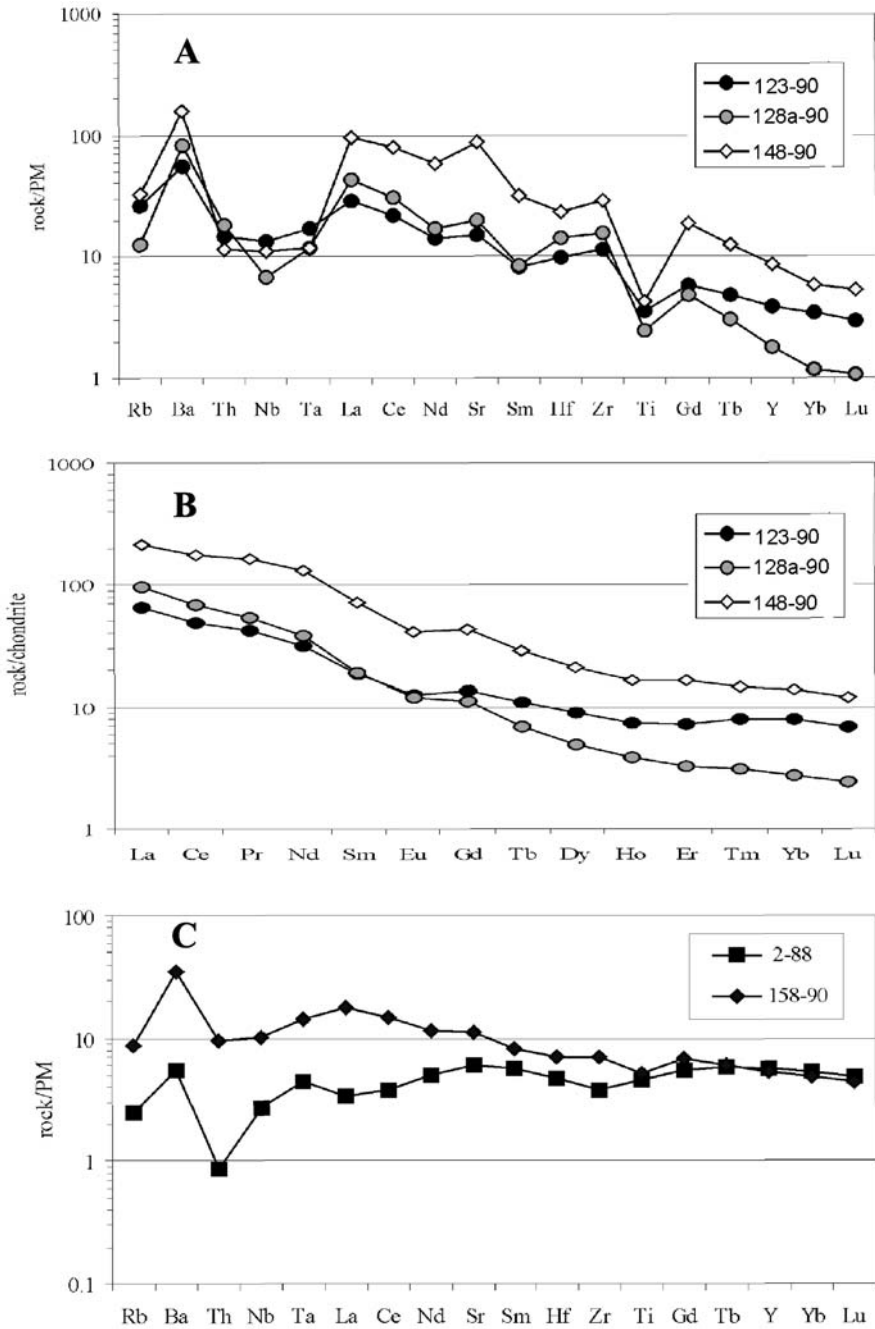 1000
A
123-90
128a-90
148-90
100
rock/PM
10
1
Rb Ba Th Nb Ta La Ce Nd Sr Sm Hf Zr Ti Gd Tb Y Yb Lu
1000
B
123-90
128a-90
148-90
100
rock/chondrite
10
1
La Ce Pr Nd Sm Eu Gd Tb Dy Ho Er Tm Yb Lu
100
C
2-88
158-90
10
rock/PM
1
0.1
Rb Ba Th Nb Ta La Ce Nd Sr Sm Hf Zr Ti Gd Tb Y Yb Lu